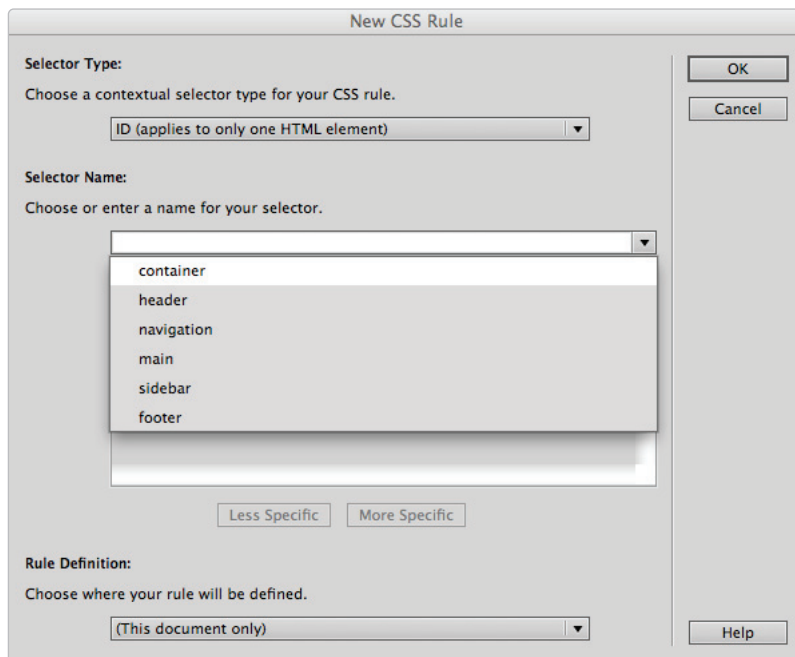 New CSS Rule
Selector Type:
OK
Choose a contextual selector type for your CSS rule.
Cancel
ID (applies to only one HTML element)
Selector Name:
Choose or enter a name for your selector.
container
header
navigation
main
sidebar
footer
Less Specific
More Specific
Rule Definition:
Choose where your rule will be defined.
(This document only)
Help